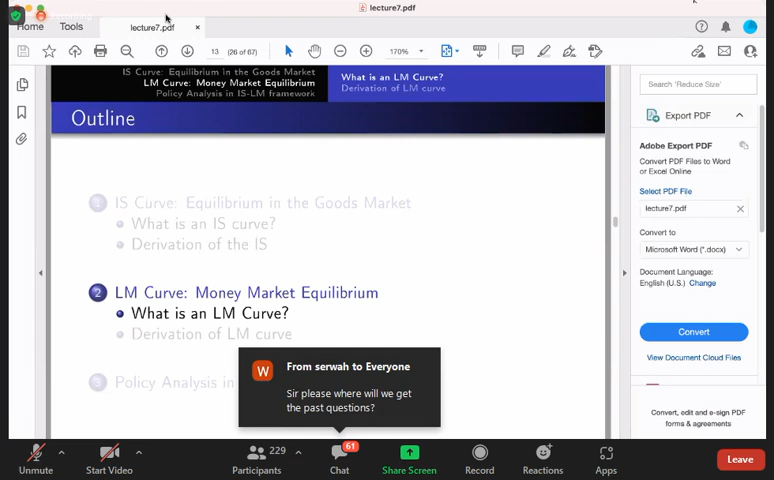 lecture7.pdf
Home
Tools
lecture7.pdf
13
(26 of 67)
170%
IS Curve: Equilibrium in the Goods Market
LM Curve: Money Market Equilibrium
Policy Analysis in IS-LM framework
What is an LM Curve?
Derivation of LM curve
Outline
1 IS Curve: Equilibrium in the Goods Market
What is an IS curve?
Derivation of the IS
2 LM Curve: Money Market Equilibrium
What is an LM Curve?
Derivation of LM curve
3 Policy Analysis in
W
From serwah to Everyone
Sir please where will we get
the past questions?
Search 'Reduce Size'
Export PDF
Adobe Export PDF
Convert PDF Files to Word
or Excel Online
Select PDF File
lecture7.pdf
Convert to
Microsoft Word (*.docx)
Document Language:
English (U.S.) Change
Convert
View Document Cloud Files
Convert, edit and e-sign PDF
forms & agreements
Unmute
Start Video
229
Participants
61
Chat
Share Screen
Record
Reactions
Apps
Leave